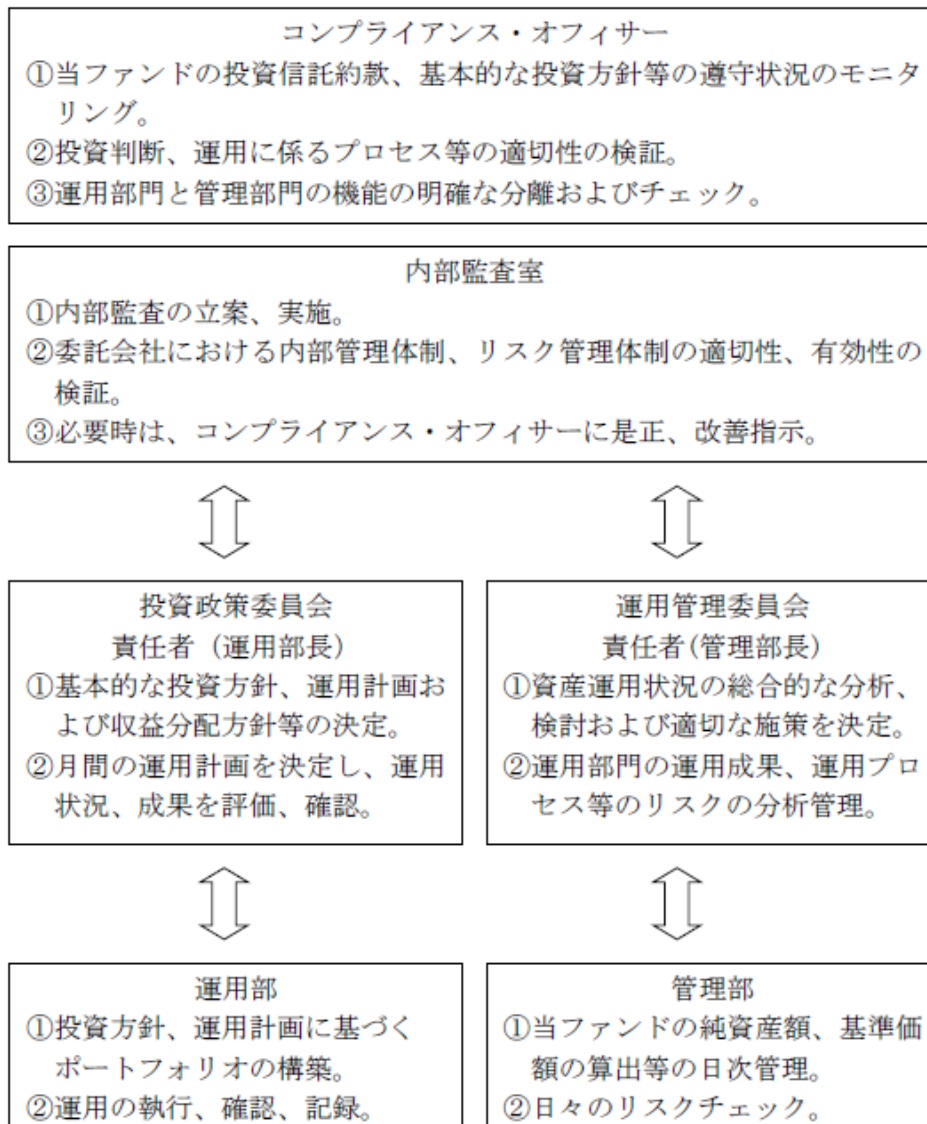 コンプライアンス・オフィサー
①当ファンドの投資信託約款、基本的な投資方針等の遵守状況のモニタ
リング。
②投資判断、運用に係るプロセス等の適切性の検証。
③運用部門と管理部門の機能の明確な分離およびチェック。
内部監査室
①内部監査の立案、実施。
②委託会社における内部管理体制、リスク管理体制の適切性、有効性の
検証。
③必要時は、コンプライアンス・オフィサーに是正、改善指示。
投資政策委員会
責任者（運用部長）
①基本的な投資方針、運用計画お
よび収益分配方針等の決定。
②月間の運用計画を決定し、運用
状況、成果を評価、確認。
運用管理委員会
責任者(管理部長)
①資産運用状況の総合的な分析、
検討および適切な施策を決定。
②運用部門の運用成果、運用プロ
セス等のリスクの分析管理。
運用部
①投資方針、運用計画に基づく
ポートフォリオの構築。
②運用の執行、確認、記録。
管理部
①当ファンドの純資産額、基準価
額の算出等の日次管理。
②日々のリスクチェック。